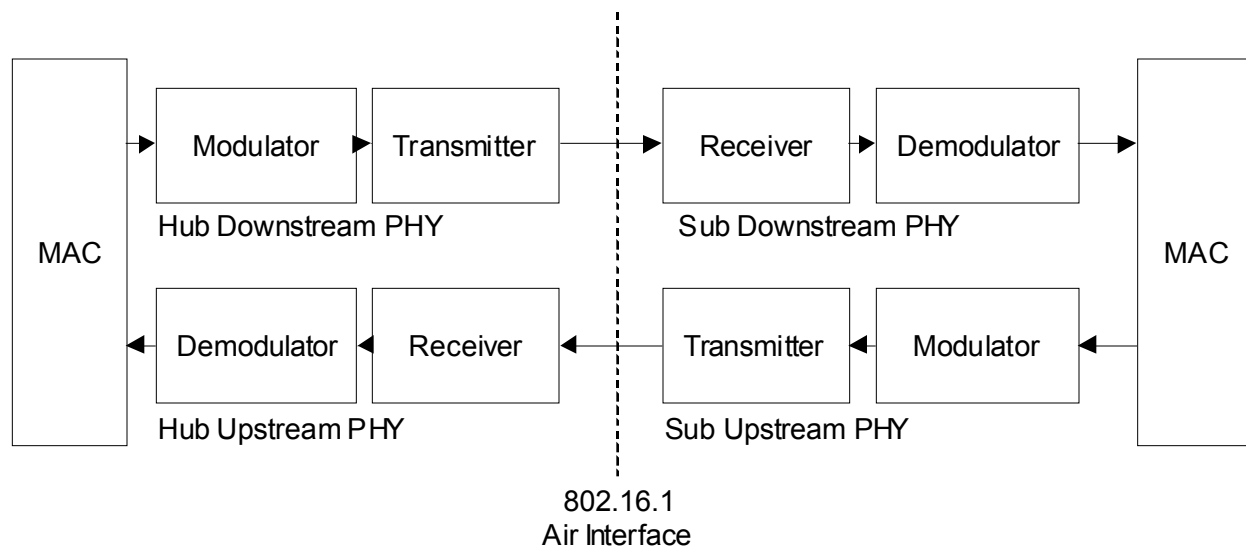 Modulator
Transmitter
Receiver
Demodulator
Hub Downstream PHY
Sub Downstream PHY
MAC
MAC
Demodulator
Receiver
Transmitter
Modulator
Hub Upstream PHY
Sub Upstream PHY
802.16.1
Air Interface